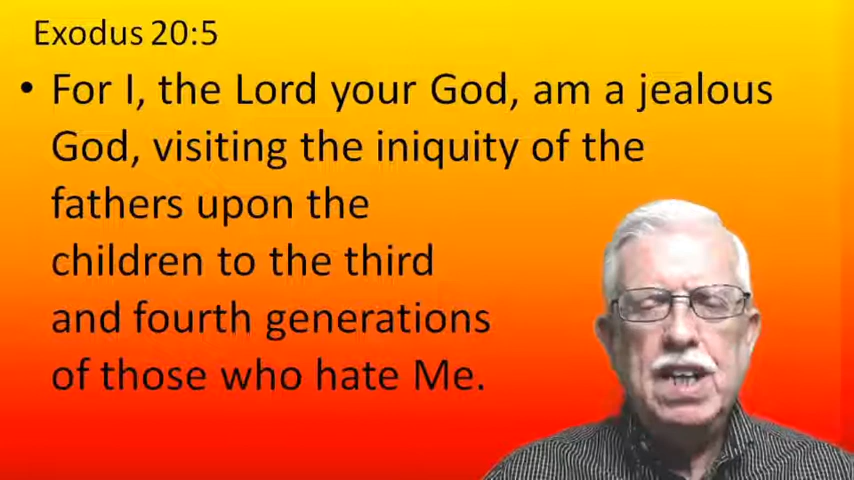 Exodus 20:5
• For I, the Lord your God, am a jealous
God, visiting the iniquity of the
fathers upon the
children to the third
and fourth generations
of those who hate Me.